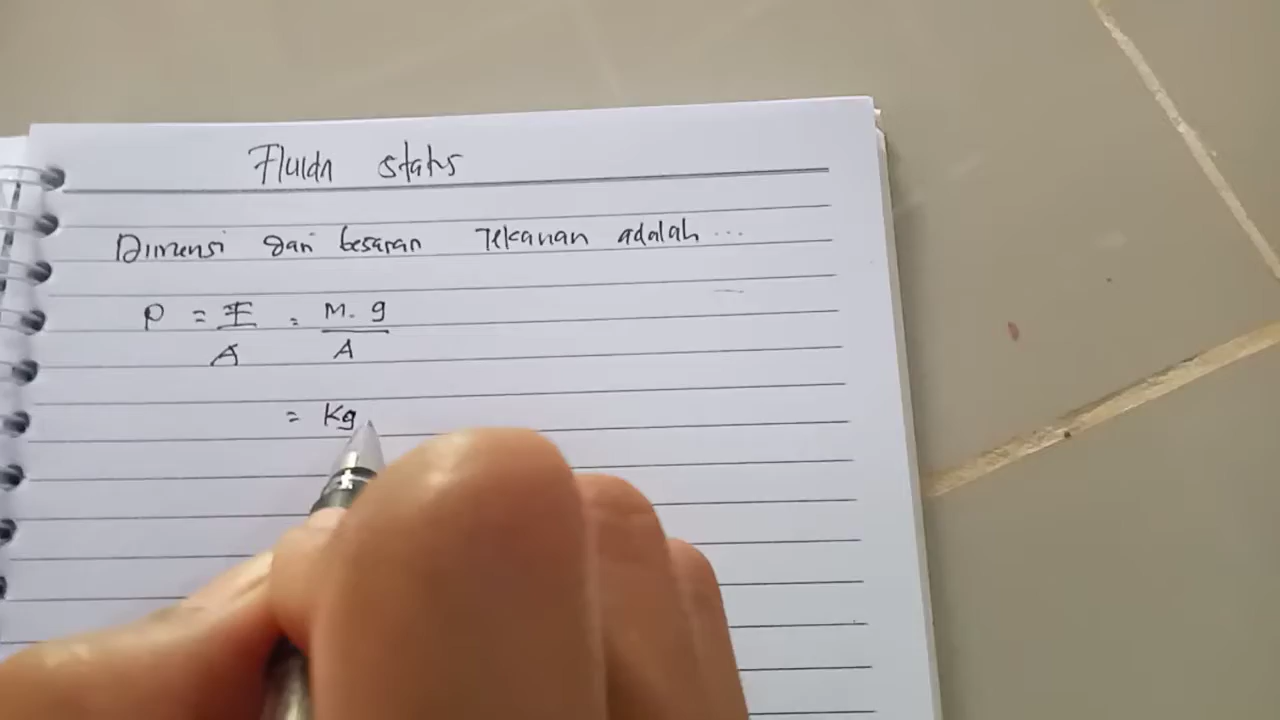 Fluida statis
Dimensi dari besaran Tekanan adalah ...
P = F/A = M. g/A
= Kg